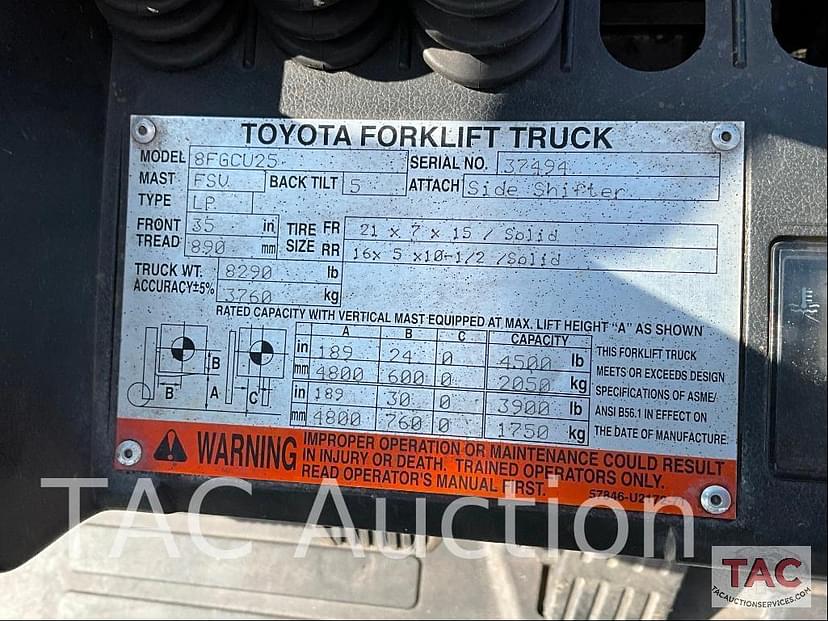 TOYOTA FORKLIFT TRUCK
MODEL 8FGCU25 SERIAL NO. 37494
MAST FSV BACK TILT 5 ATTACH Side Shifter
TYPE LP
FRONT TREAD 35 in 890 mm TIRE SIZE FR 21 x 7 x 15 / Solid
RR 16x 5 x10-1/2 /Solid
TRUCK WT. 8290 lb
ACCURACY±5% 3760 kg
RATED CAPACITY WITH VERTICAL MAST EQUIPPED AT MAX. LIFT HEIGHT "A" AS SHOWN
A B C CAPACITY
in 189 24 0 4500 lb
mm 4800 600 0 2050 kg
in 189 30 0 3900 lb
mm 4800 760 0 1750 kg
B
B A C
THIS FORKLIFT TRUCK
MEETS OR EXCEEDS DESIGN
SPECIFICATIONS OF ASME/
ANSI B56.1 IN EFFECT ON
THE DATE OF MANUFACTURE.
WARNING
IMPROPER OPERATION OR MAINTENANCE COULD RESULT
IN INJURY OR DEATH. TRAINED OPERATORS ONLY.
READ OPERATOR'S MANUAL FIRST.
TAC Auction
TAC
TACAUCTIONSERVICES.COM